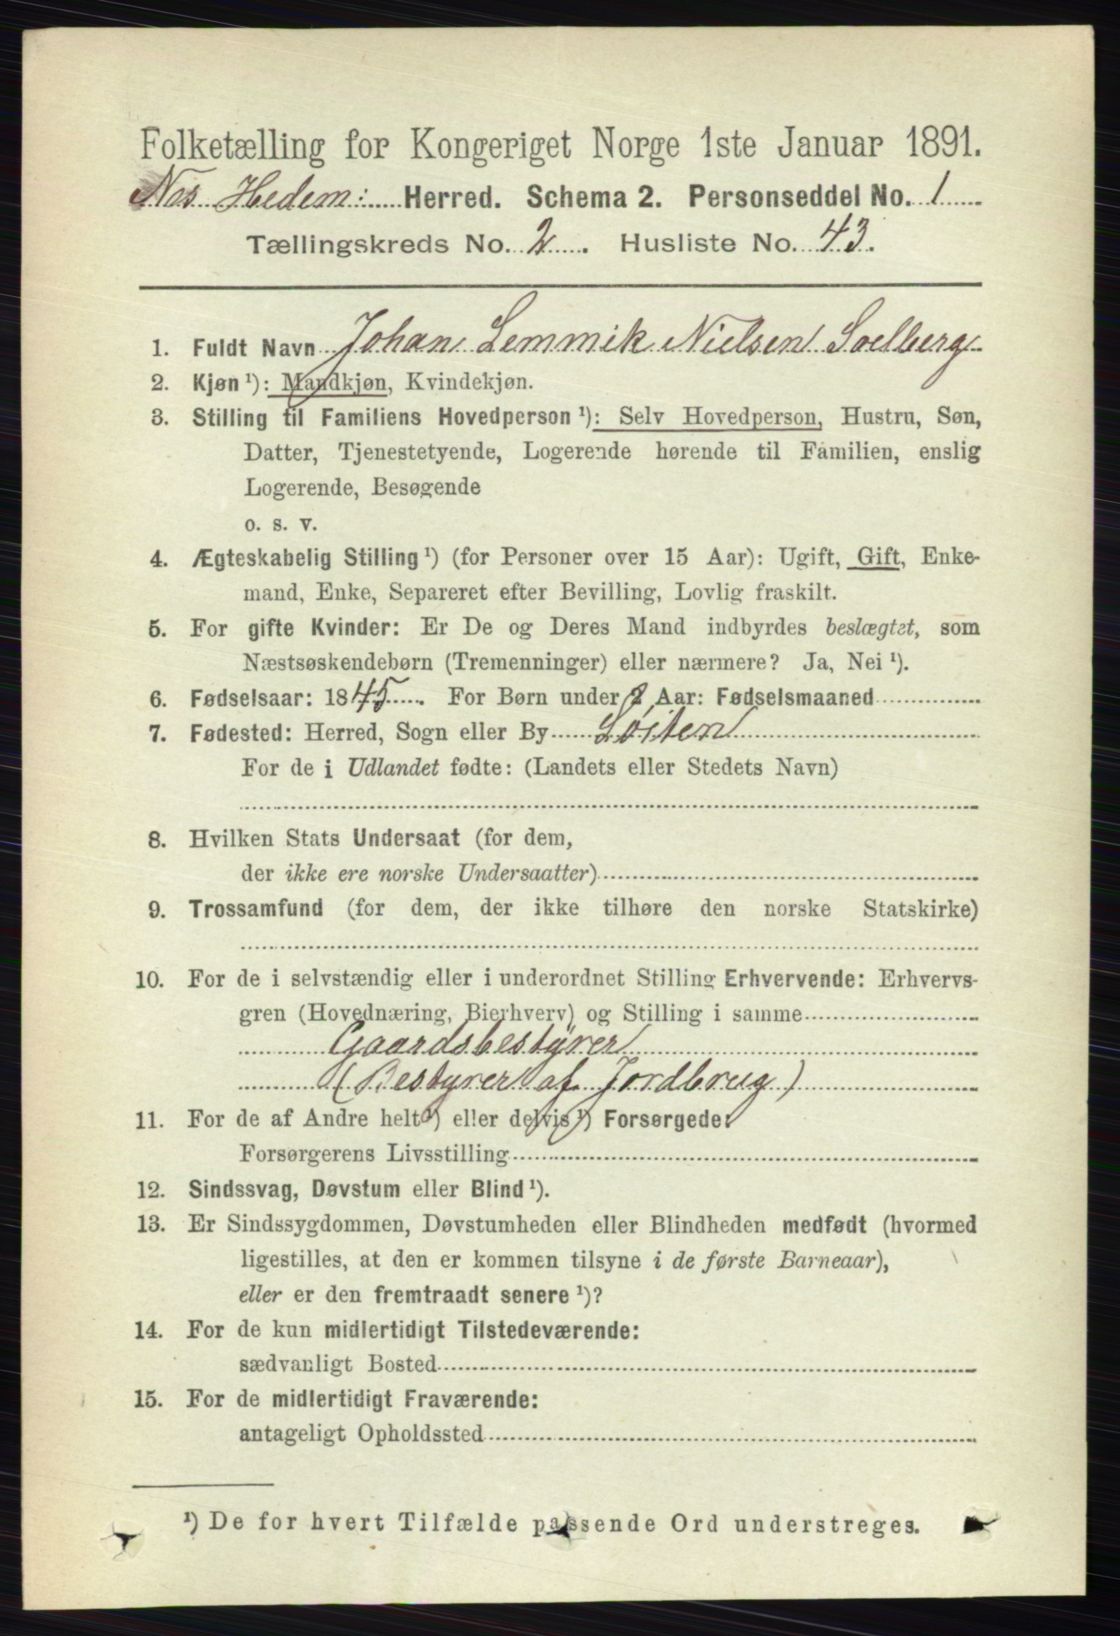 Folketælling for Kongeriget Norge 1ste Januar 1891.
Nes Hedem: Herred. Schema 2. Personseddel No. 1
Tællingskreds No. 2. Husliste No. 43.
1. Fuldt Navn Johan Lemmik Nielsen Soelberg
2. Kjøn ¹): Mandkjøn, Kvindekjøn.
3. Stilling til Familiens Hovedperson ¹): Selv Hovedperson, Hustru, Søn,
Datter, Tjenestetyende, Logerende hørende til Familien, enslig
Logerende, Besøgende
o. s. v.
4. Ægteskabelig Stilling ¹) (for Personer over 15 Aar): Ugift, Gift, Enke-
mand, Enke, Separeret efter Bevilling, Lovlig fraskilt.
5. For gifte Kvinder: Er De og Deres Mand indbyrdes beslægtet, som
Næstsøskendebørn (Tremenninger) eller nærmere? Ja, Nei ¹).
6. Fødselsaar: 1845. For Børn under 2 Aar: Fødselsmaaned
7. Fødested: Herred, Sogn eller By Löiten
For de i Udlandet fødte: (Landets eller Stedets Navn)
8. Hvilken Stats Undersaat (for dem,
der ikke ere norske Undersaatter)
9. Trossamfund (for dem, der ikke tilhøre den norske Statskirke)
10. For de i selvstændig eller i underordnet Stilling Erhvervende: Erhvervs-
gren (Hovednæring, Bierhverv) og Stilling i samme
Gaardsbestÿrer
(Bestyrer af Jordbrug)
11. For de af Andre helt ¹) eller delvis ¹) Forsørgede:
Forsørgerens Livsstilling
12. Sindssvag, Døvstum eller Blind ¹).
13. Er Sindssygdommen, Døvstumheden eller Blindheden medfødt (hvormed
ligestilles, at den er kommen tilsyne i de første Barneaar),
eller er den fremtraadt senere ¹)?
14. For de kun midlertidigt Tilstedeværende:
sædvanligt Bosted
15. For de midlertidigt Fraværende:
antageligt Opholdssted
¹) De for hvert Tilfælde passende Ord understreges.